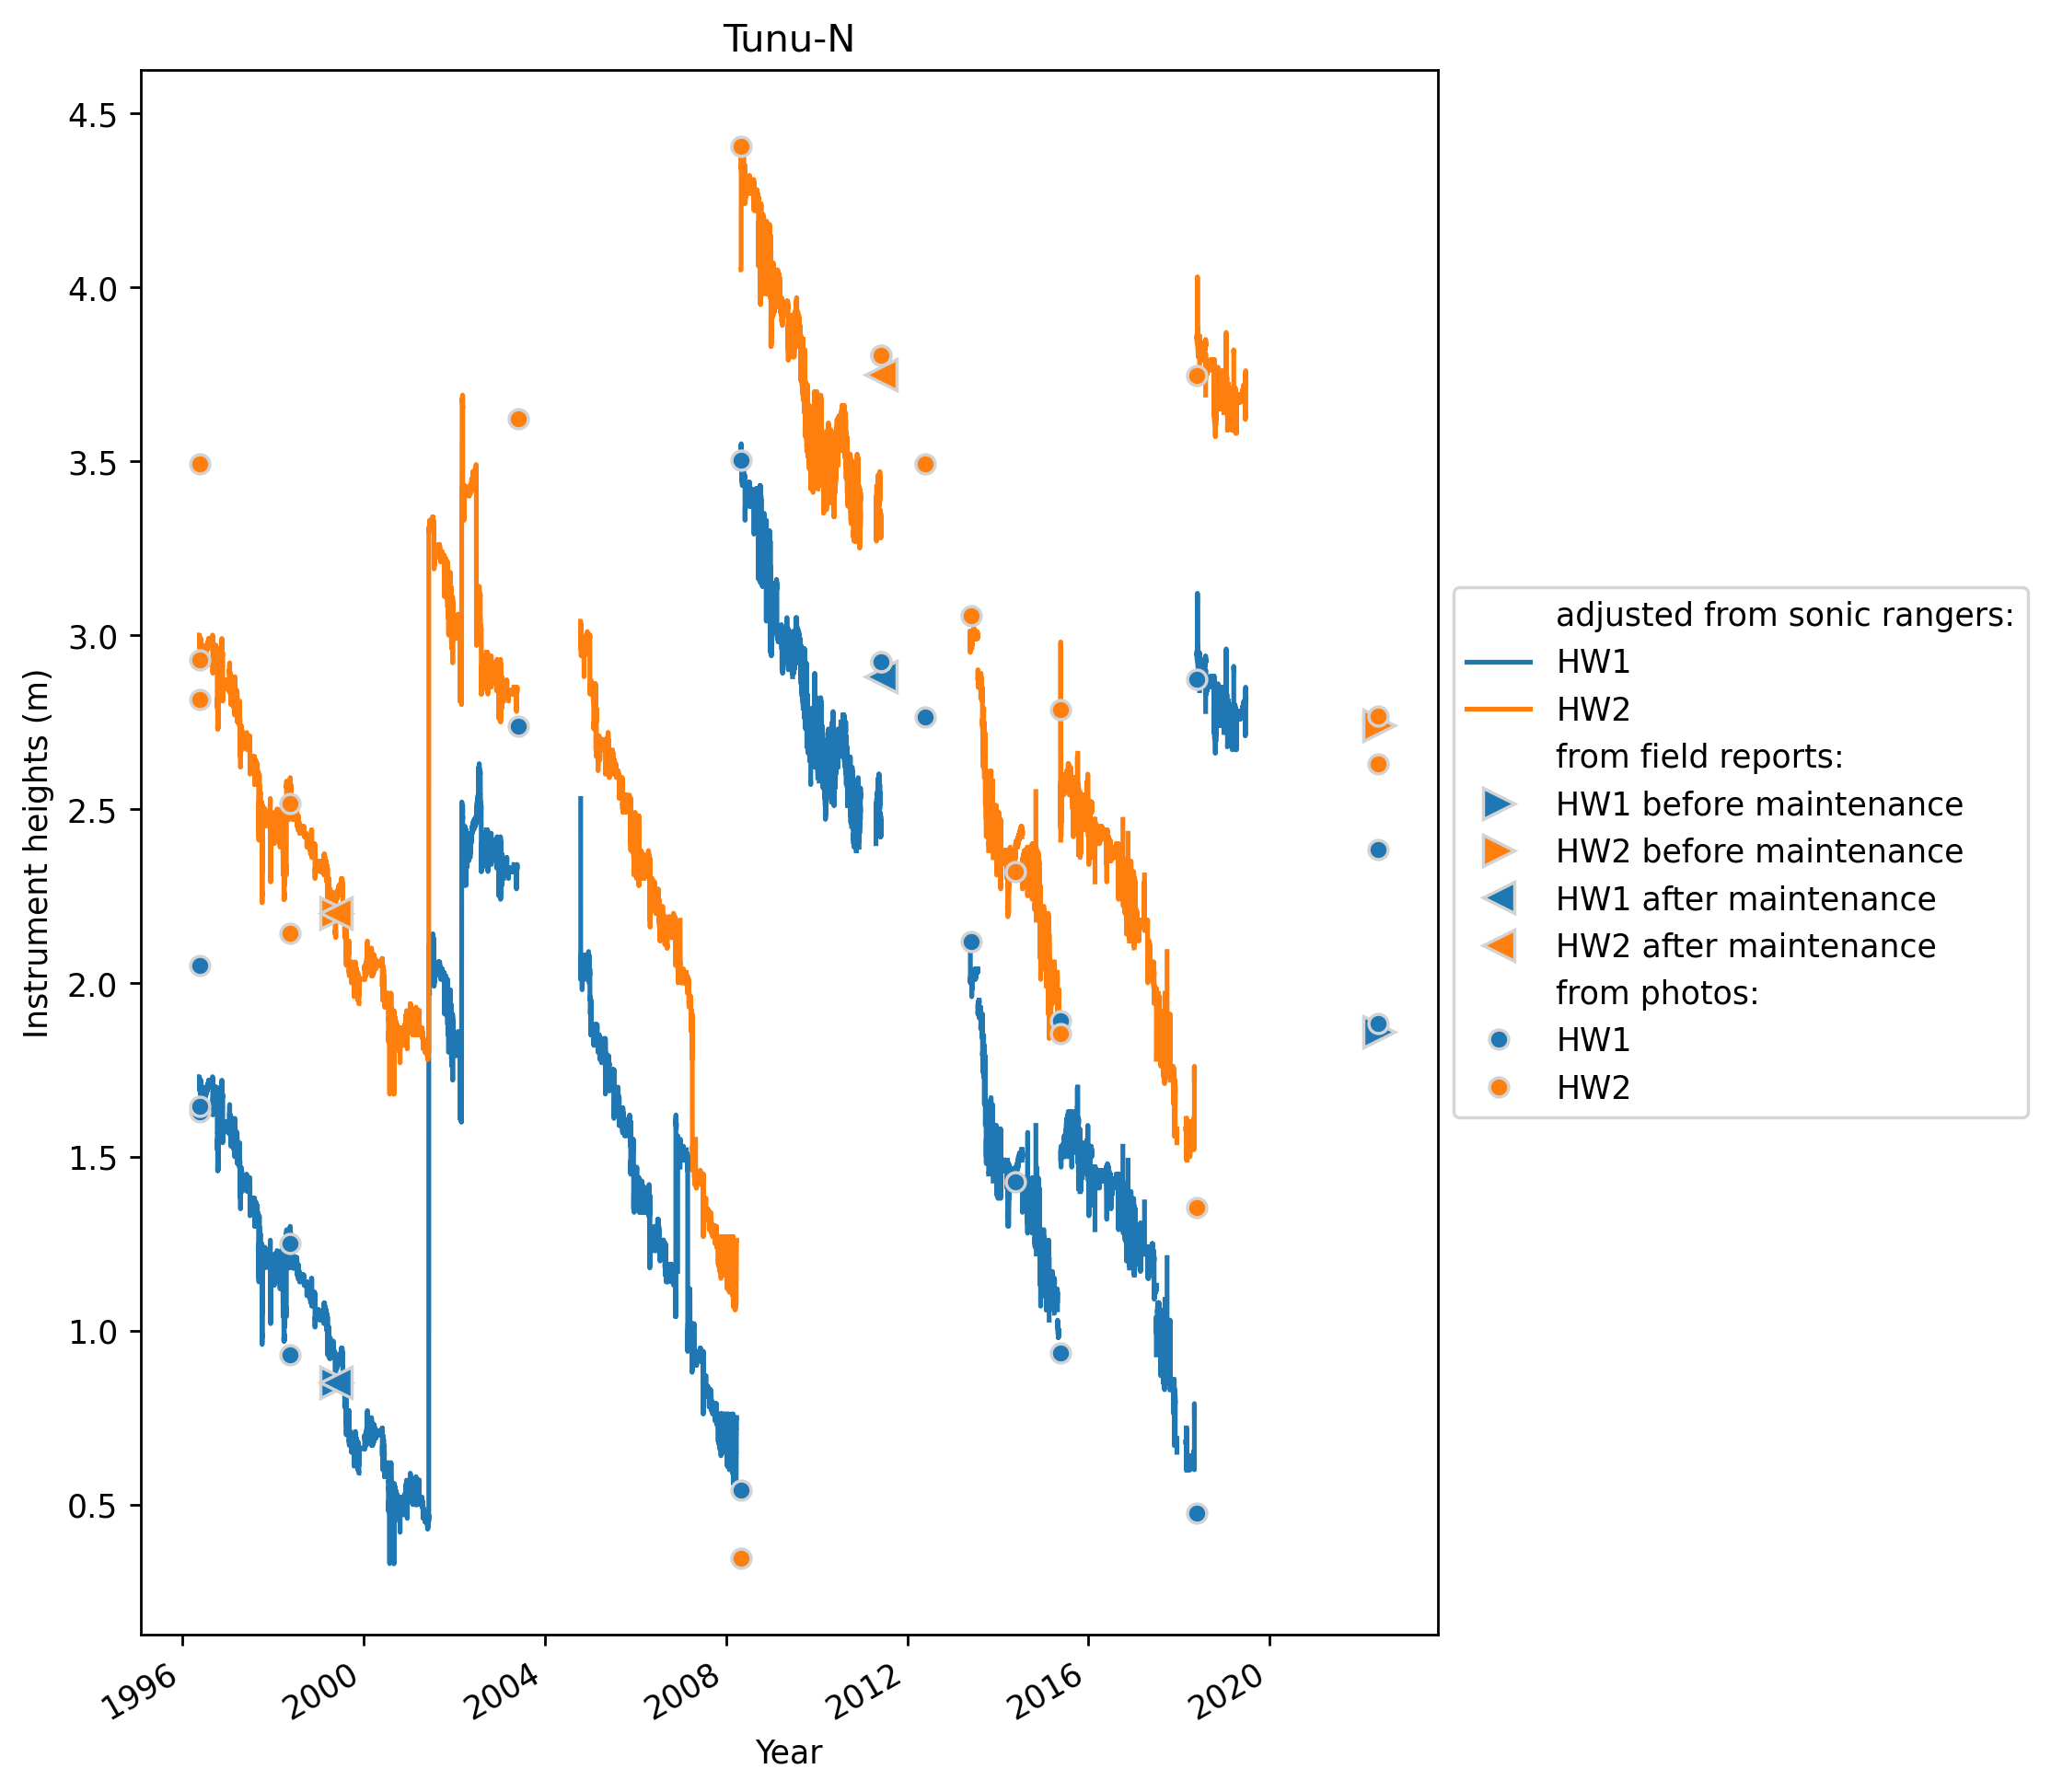 Tunu-N
4.5
4.0
3.5
3.0
2.5
2.0
1.5
1.0
0.5
Instrument heights (m)
1996
2000
2004
2008
2012
2016
2020
Year
adjusted from sonic rangers:
HW1
HW2
from field reports:
HW1 before maintenance
HW2 before maintenance
HW1 after maintenance
HW2 after maintenance
from photos:
HW1
HW2